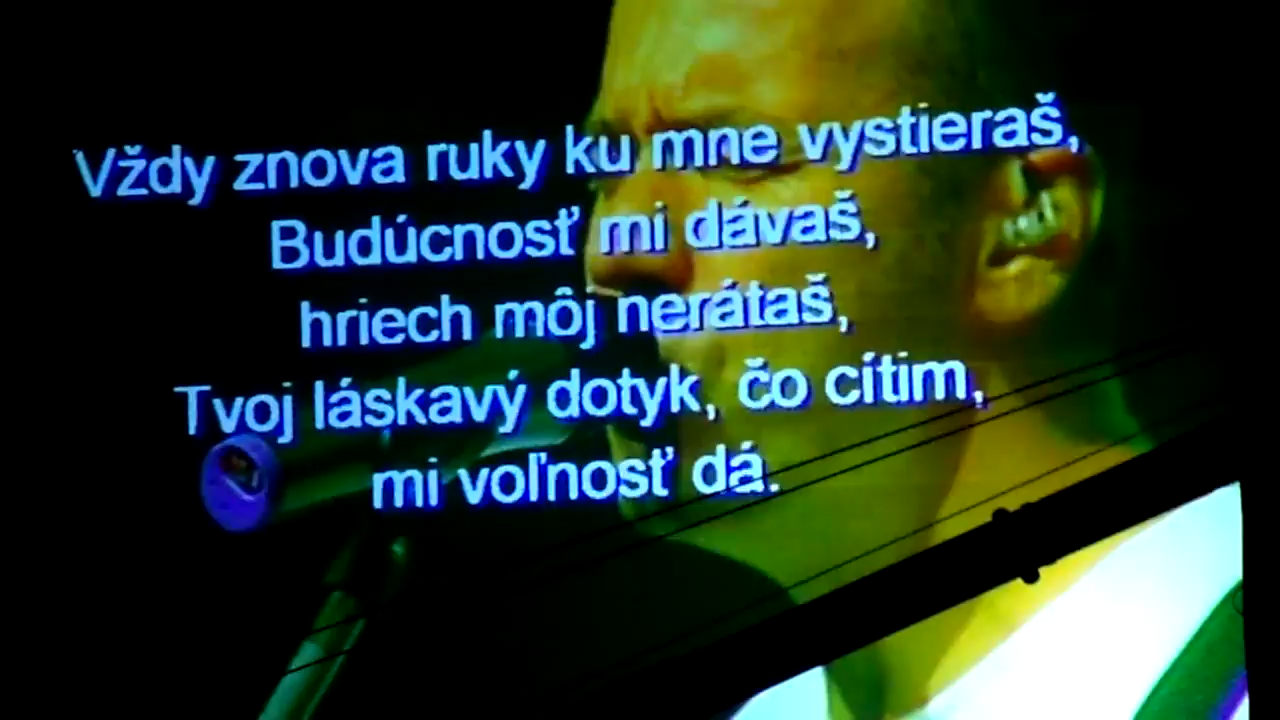 Vždy znova ruky ku mne vystieraš,
Budúcnosť mi dávaš,
hriech môj nerátaš,
Tvoj láskavý dotyk, čo cítim,
mi voľnosť dá.